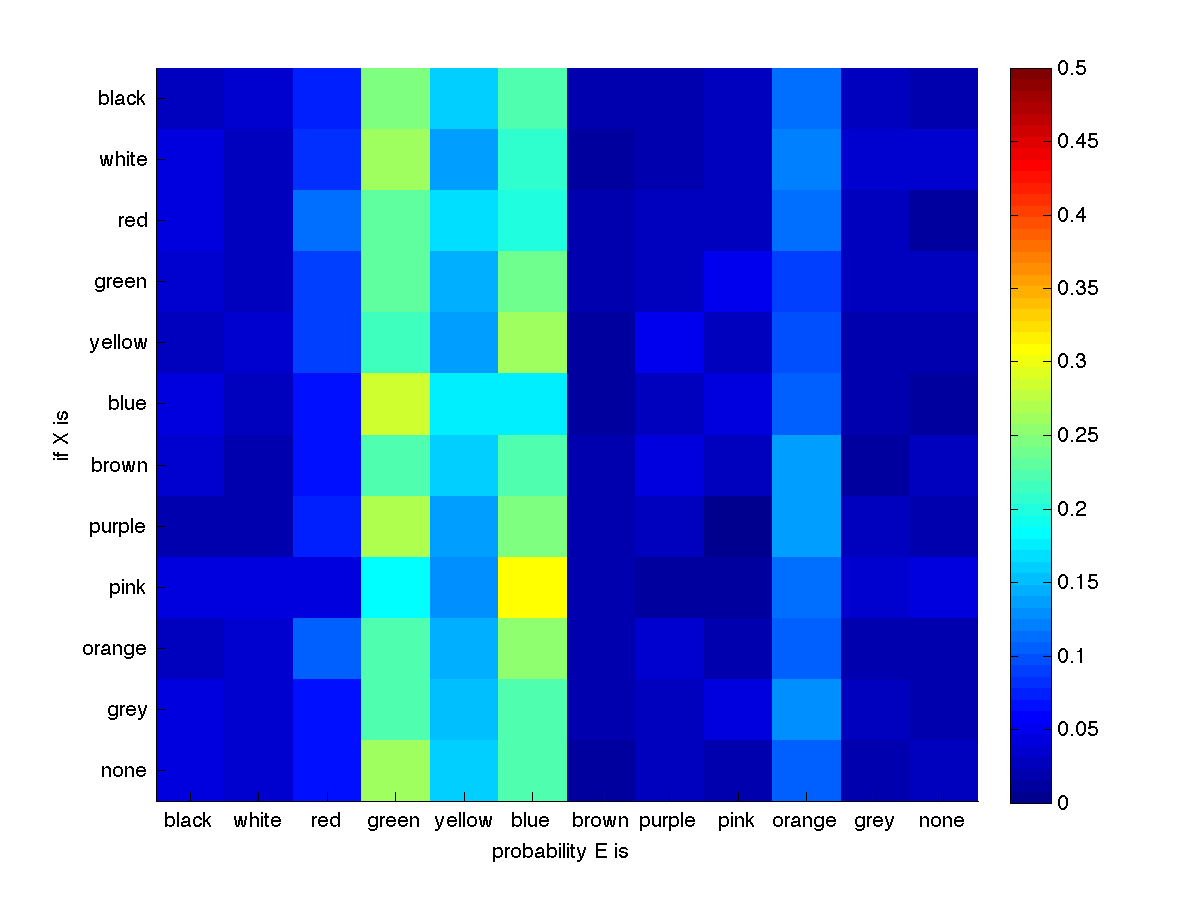 black
white
red
green
yellow
blue
brown
purple
pink
orange
grey
none
if X is
black white red green yellow blue brown purple pink orange grey none
probability E is
0.5
0.45
0.4
0.35
0.3
0.25
0.2
0.15
0.1
0.05
0